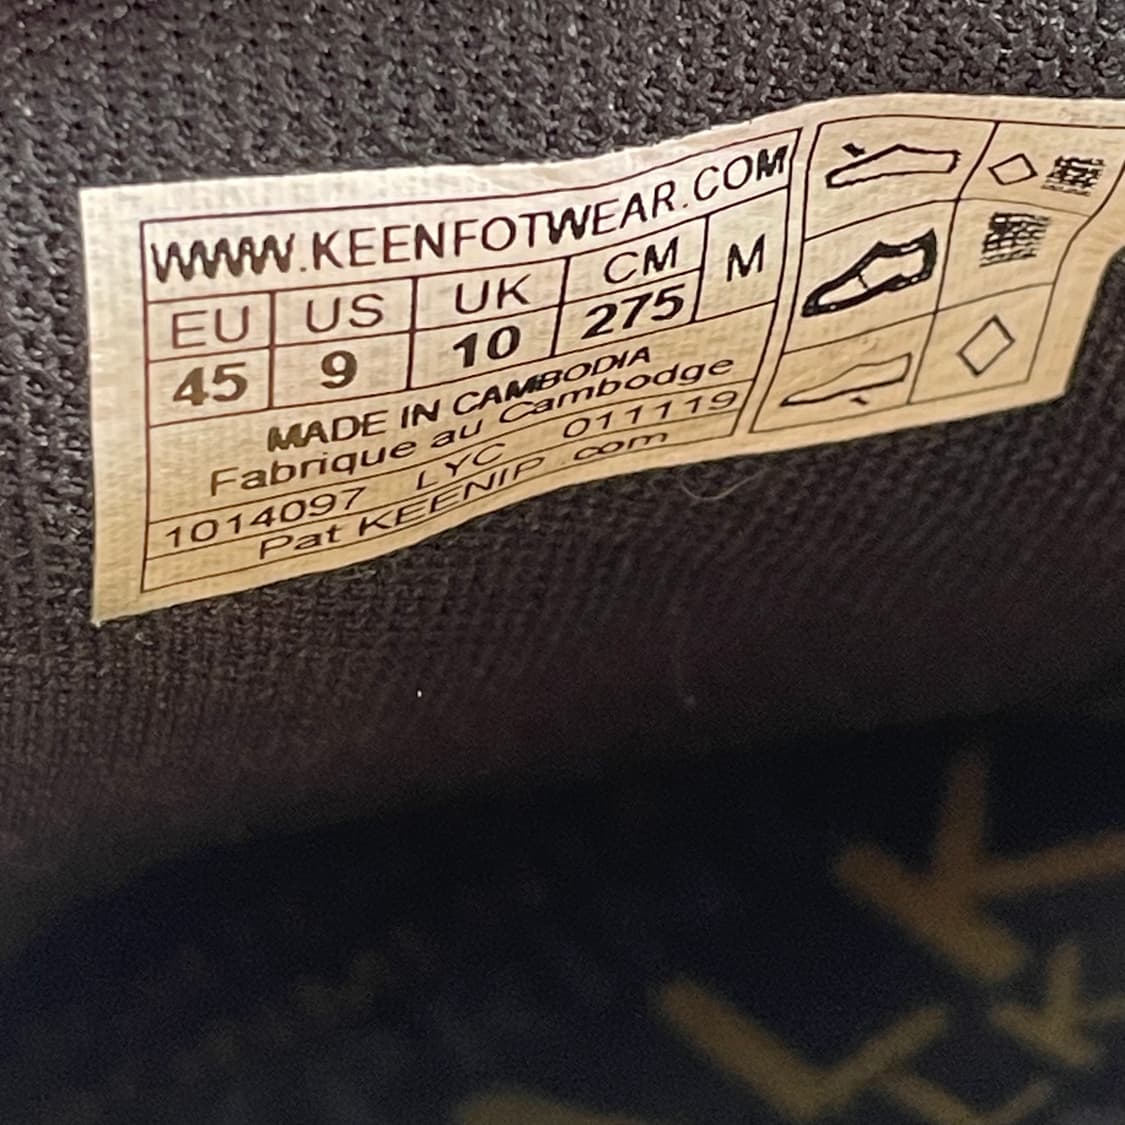 WWW.KEENFOTWEAR.COM
EU US UK CM M
45 9 10 275
MADE IN CAMBODIA
Fabrique au Cambodge
1014097 LYC 011119
Pat KEENIP.com